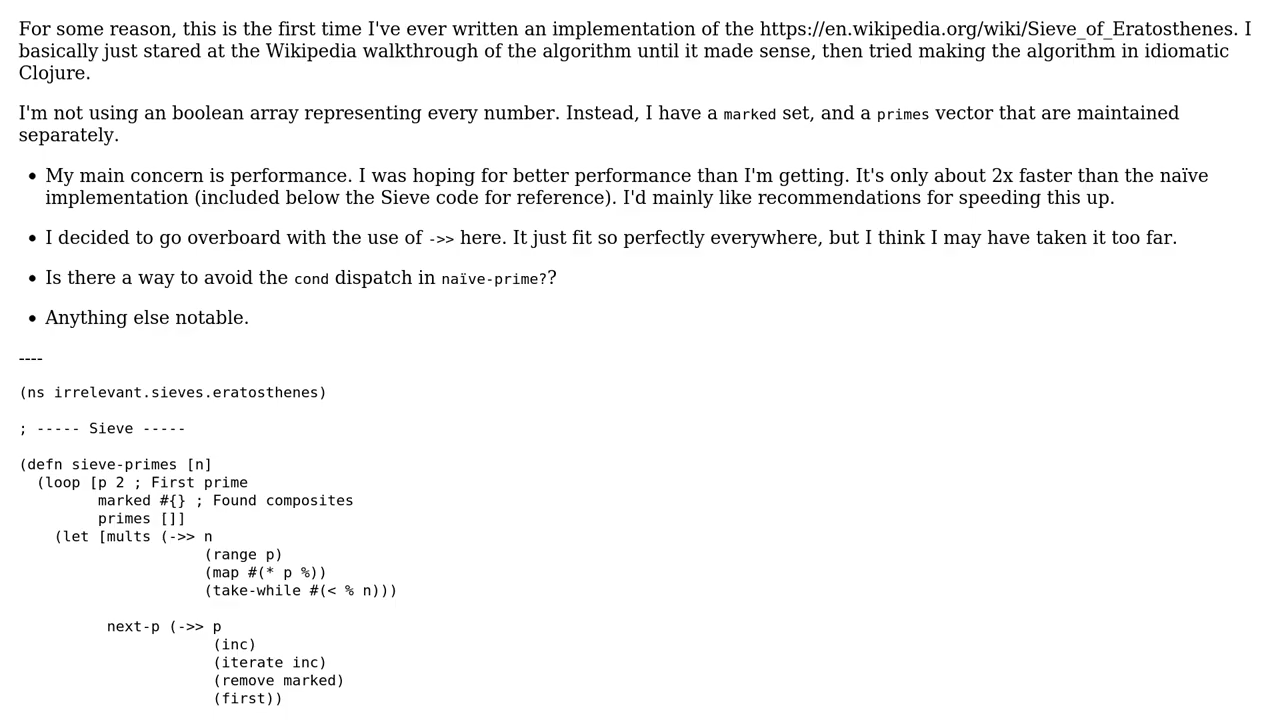 For some reason, this is the first time I've ever written an implementation of the https://en.wikipedia.org/wiki/Sieve_of_Eratosthenes. I
basically just stared at the Wikipedia walkthrough of the algorithm until it made sense, then tried making the algorithm in idiomatic
Clojure.
I'm not using an boolean array representing every number. Instead, I have a marked set, and a primes vector that are maintained
separately.
• My main concern is performance. I was hoping for better performance than I'm getting. It's only about 2x faster than the naïve
implementation (included below the Sieve code for reference). I'd mainly like recommendations for speeding this up.
• I decided to go overboard with the use of ->> here. It just fit so perfectly everywhere, but I think I may have taken it too far.
• Is there a way to avoid the cond dispatch in naïve-prime??
• Anything else notable.
----
(ns irrelevant.sieves.eratosthenes)
; ----- Sieve -----
(defn sieve-primes [n]
  (loop [p 2 ; First prime
         marked #{} ; Found composites
         primes []]
    (let [mults (->> n
                     (range p)
                     (map #(* p %))
                     (take-while #(< % n)))
          next-p (->> p
                      (inc)
                      (iterate inc)
                      (remove marked)
                      (first))